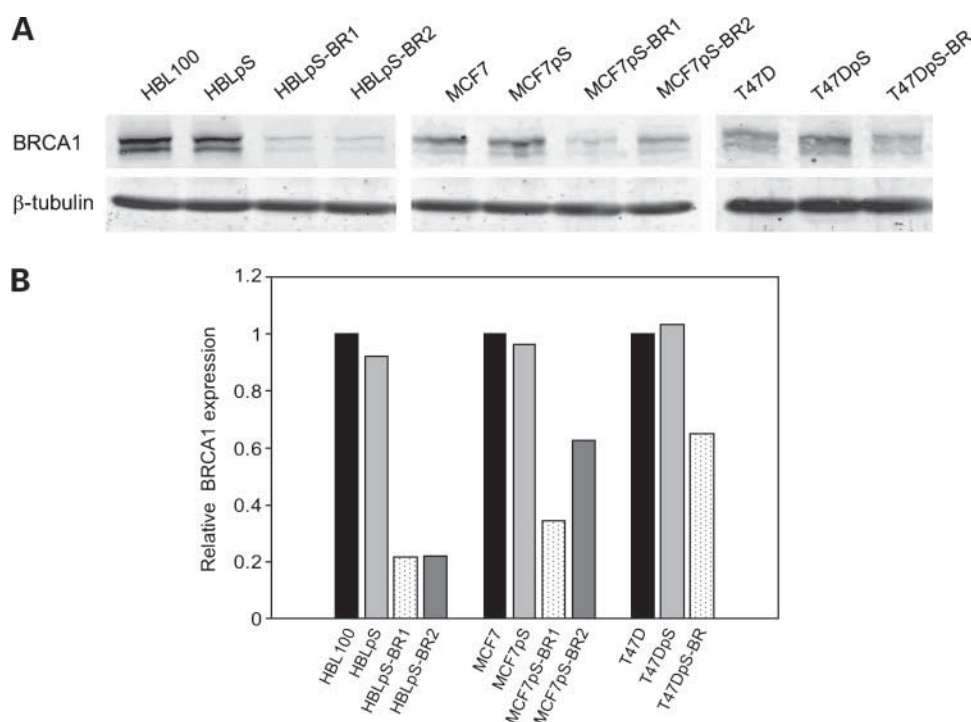 A
HBL100 HBLpS HBLpS-BR1 HBLpS-BR2 MCF7 MCF7pS MCF7pS-BR1 MCF7pS-BR2 T47D T47DpS T47DpS-BR
BRCA1
β-tubulin
B
1.2
1
0.8
0.6
0.4
0.2
0
Relative BRCA1 expression
HBL100 HBLpS HBLpS-BR1 HBLpS-BR2 MCF7 MCF7pS MCF7pS-BR1 MCF7pS-BR2 T47D T47DpS T47DpS-BR